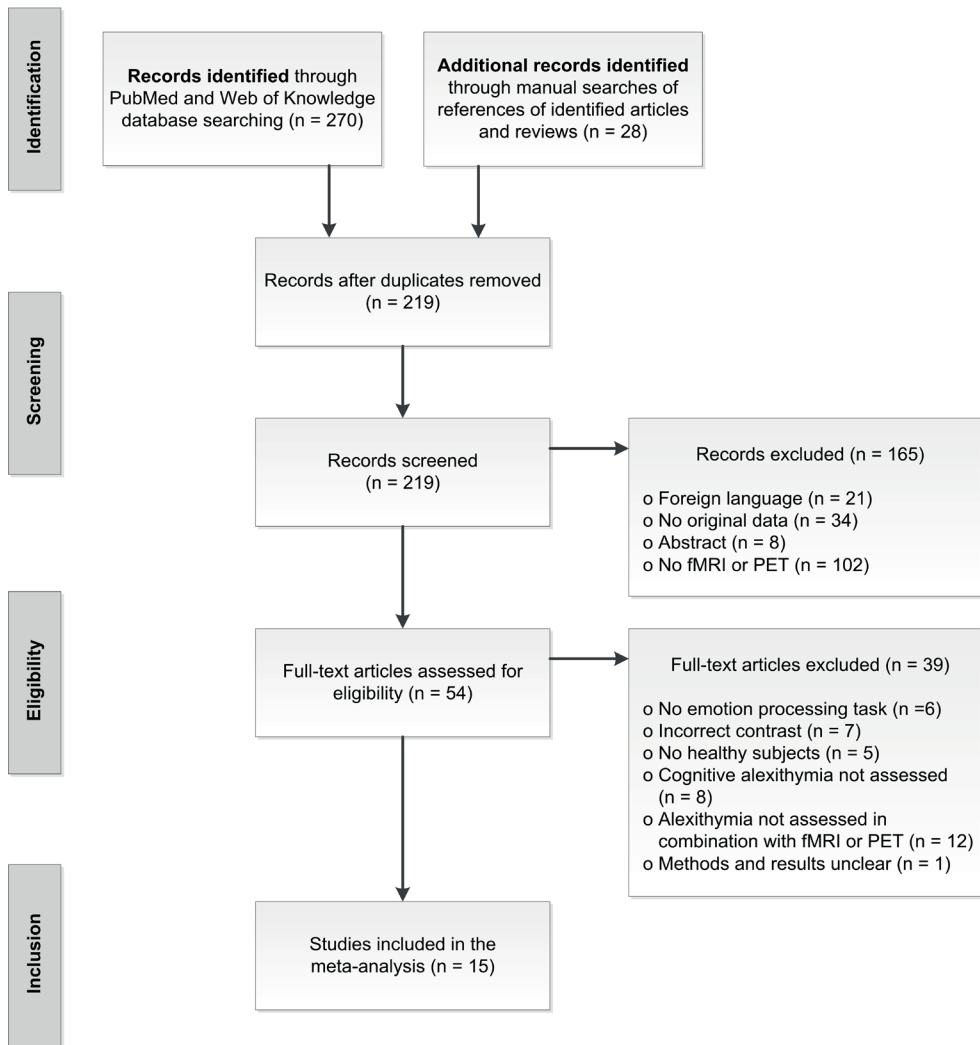 Identification
Records identified through
PubMed and Web of Knowledge
database searching (n = 270)
Additional records identified
through manual searches of
references of identified articles
and reviews (n = 28)
Records after duplicates removed
(n = 219)
Screening
Records screened
(n = 219)
Records excluded (n = 165)
o Foreign language (n = 21)
o No original data (n = 34)
o Abstract (n = 8)
o No fMRI or PET (n = 102)
Eligibility
Full-text articles assessed for
eligibility (n = 54)
Full-text articles excluded (n = 39)
o No emotion processing task (n =6)
o Incorrect contrast (n = 7)
o No healthy subjects (n = 5)
o Cognitive alexithymia not assessed
(n = 8)
o Alexithymia not assessed in
combination with fMRI or PET (n = 12)
o Methods and results unclear (n = 1)
Inclusion
Studies included in the
meta-analysis (n = 15)